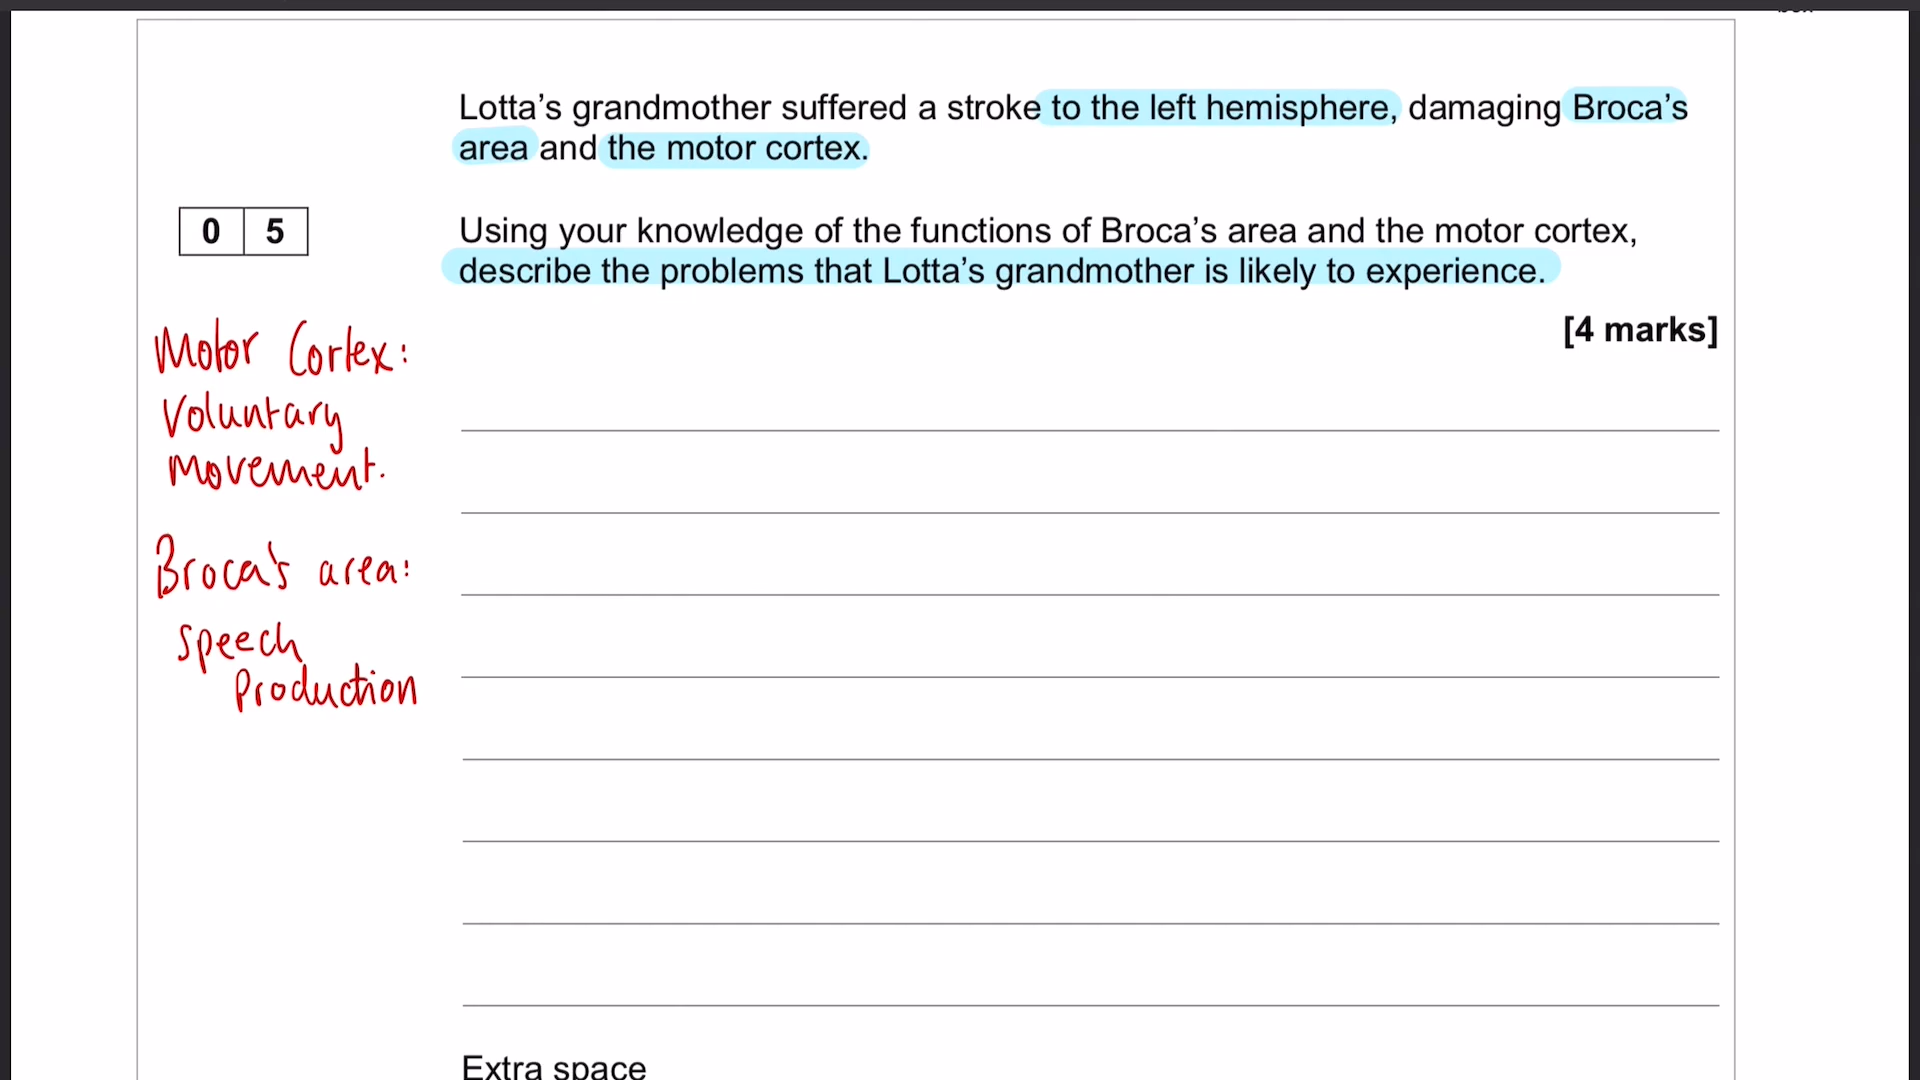 Lotta’s grandmother suffered a stroke to the left hemisphere, damaging Broca’s
area and the motor cortex.
0 5
Using your knowledge of the functions of Broca’s area and the motor cortex,
describe the problems that Lotta’s grandmother is likely to experience.
[4 marks]
Motor Cortex:
Voluntary
Movement.
Broca's area:
Speech
Production
Extra space